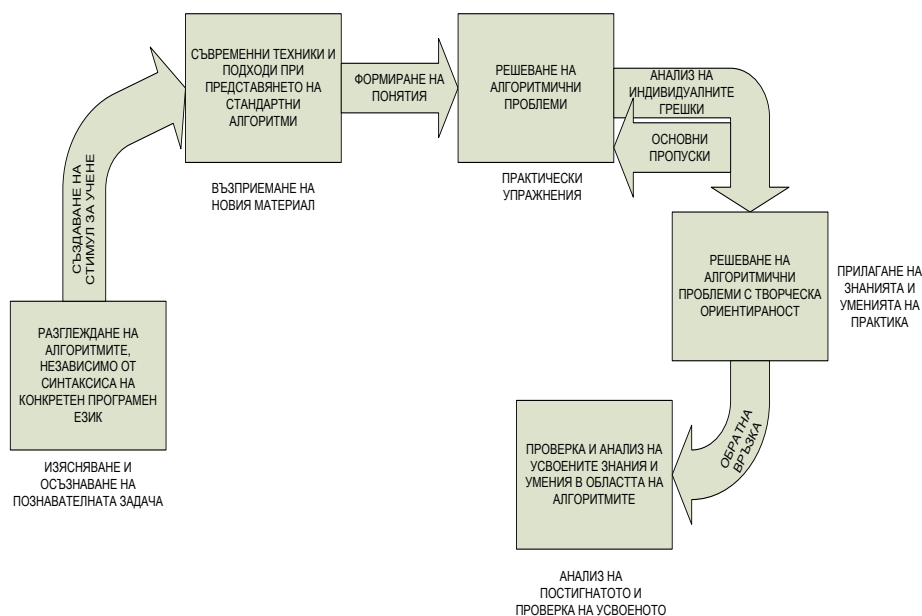 СЪВРЕМЕННИ ТЕХНИКИ И
ПОДХОДИ ПРИ
ПРЕДСТАВЯНЕТО НА
СТАНДАРТНИ
АЛГОРИТМИ
ФОРМИРАНЕ НА
ПОНЯТИЯ
РЕШЕВАНЕ НА
АЛГОРИТМИЧНИ
ПРОБЛЕМИ
АНАЛИЗ НА
ИНДИВИДУАЛНИТЕ
ГРЕШКИ
ОСНОВНИ
ПРОПУСКИ
ВЪЗПРИЕМАНЕ НА
НОВИЯ МАТЕРИАЛ
ПРАКТИЧЕСКИ
УПРАЖНЕНИЯ
СЪЗДАВАНЕ НА
СТИМУЛ ЗА УЧЕНЕ
РЕШЕВАНЕ НА
АЛГОРИТМИЧНИ
ПРОБЛЕМИ С ТВОРЧЕСКА
ОРИЕНТИРАНОСТ
ПРИЛАГАНЕ НА
ЗНАНИЯТА И
УМЕНИЯТА НА
ПРАКТИКА
РАЗГЛЕЖДАНЕ НА
АЛГОРИТМИТЕ,
НЕЗАВИСИМО ОТ
СИНТАКСИСА НА
КОНКРЕТЕН ПРОГРАМЕН
ЕЗИК
ИЗЯСНЯВАНЕ И
ОСЪЗНАВАНЕ НА
ПОЗНАВАТЕЛНАТА ЗАДАЧА
ОБРАТНА
ВРЪЗКА
ПРОВЕРКА И АНАЛИЗ НА
УСВОЕНИТЕ ЗНАНИЯ И
УМЕНИЯ В ОБЛАСТТА НА
АЛГОРИТМИТЕ
АНАЛИЗ НА
ПОСТИГНАТОТО И
ПРОВЕРКА НА УСВОЕНОТО